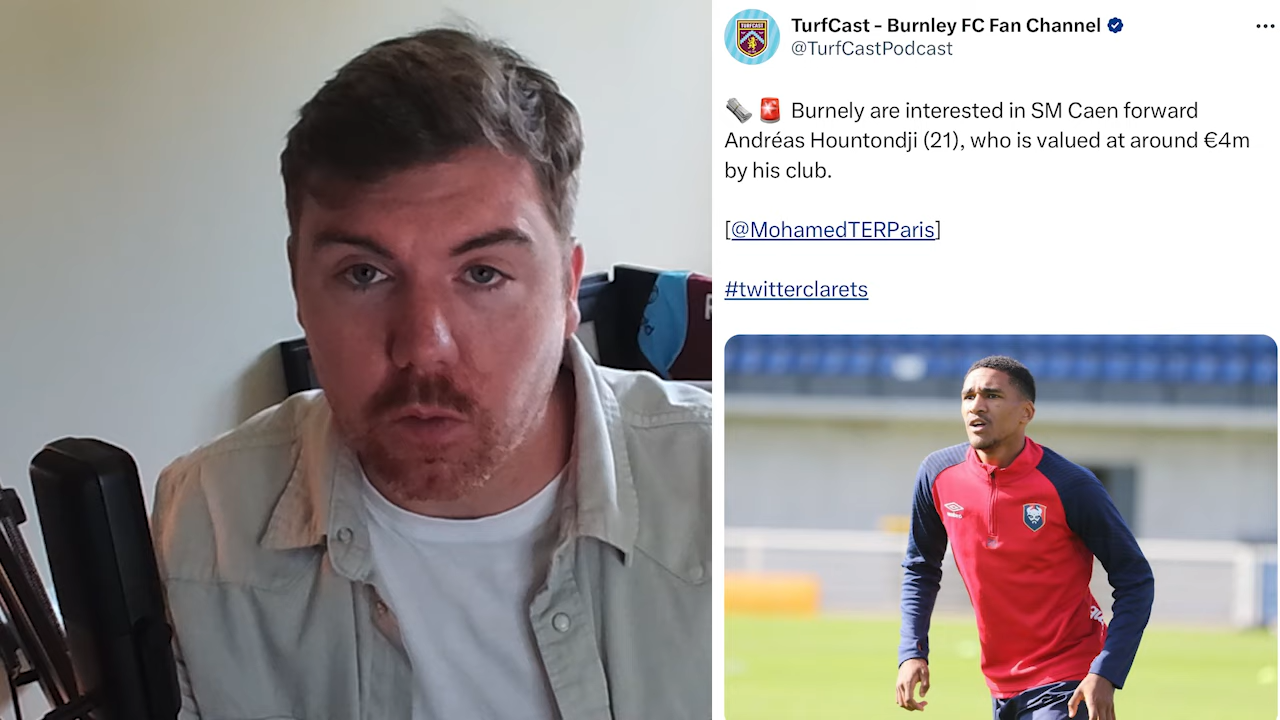 TurfCast - Burnley FC Fan Channel
@TurfCastPodcast
Burnely are interested in SM Caen forward
Andréas Hountondji (21), who is valued at around €4m
by his club.
[@MohamedTERParis]
#twitterclarets
TURFCAST